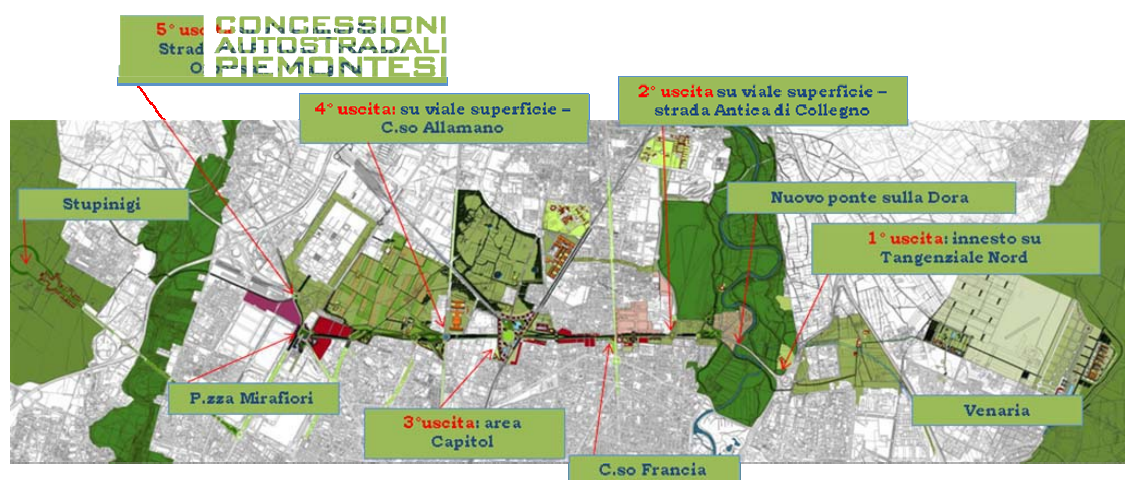 CONCESSIONI
AUTOSTRADALI
PIEMONTESI
5° uscita su
Strad
4° uscita: su viale superficie –
C.so Allamano
2° uscita su viale superficie –
strada Antica di Collegno
Stupinigi
Nuovo ponte sulla Dora
1° uscita: innesto su
Tangenziale Nord
P.zza Mirafiori
3°uscita: area
Capitol
Venaria
C.so Francia